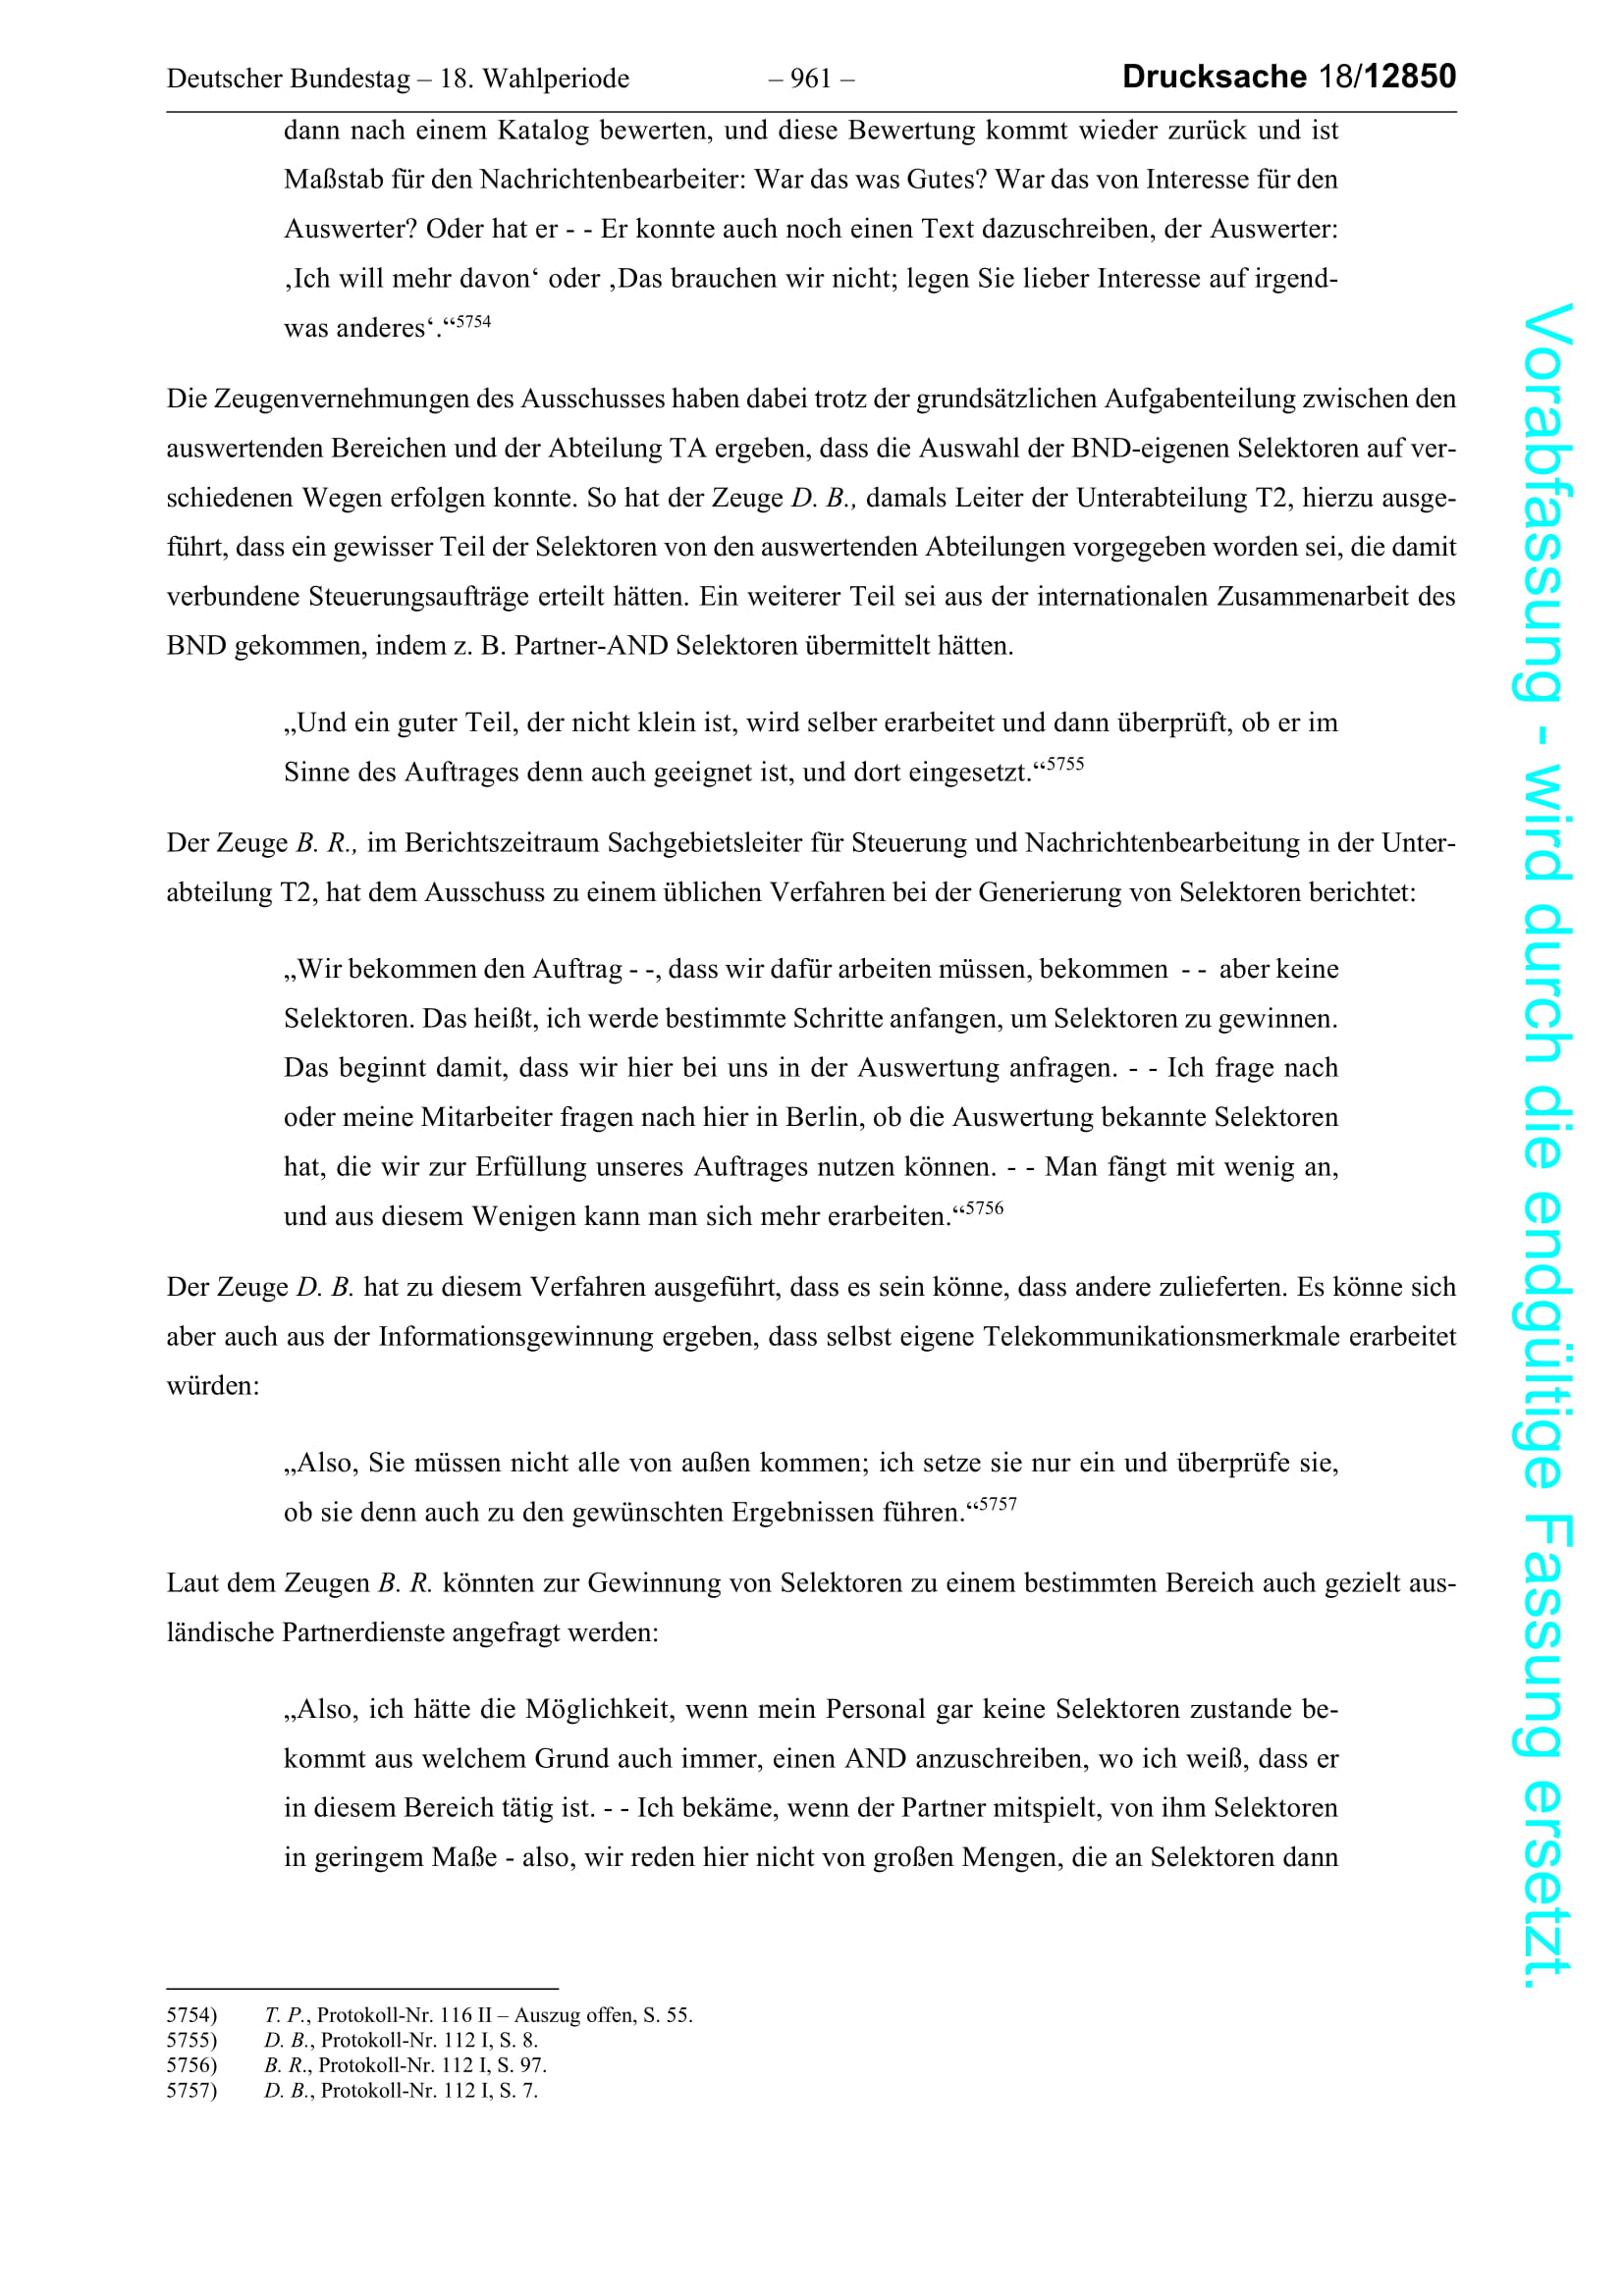 Deutscher Bundestag – 18. Wahlperiode – 961 – Drucksache 18/12850
dann nach einem Katalog bewerten, und diese Bewertung kommt wieder zurück und ist
Maßstab für den Nachrichtenbearbeiter: War das was Gutes? War das von Interesse für den
Auswerter? Oder hat er - - Er konnte auch noch einen Text dazuschreiben, der Auswerter:
‚Ich will mehr davon‘ oder ‚Das brauchen wir nicht; legen Sie lieber Interesse auf irgend-
was anderes‘.“5754
Die Zeugenvernehmungen des Ausschusses haben dabei trotz der grundsätzlichen Aufgabenteilung zwischen den
auswertenden Bereichen und der Abteilung TA ergeben, dass die Auswahl der BND-eigenen Selektoren auf ver-
schiedenen Wegen erfolgen konnte. So hat der Zeuge D. B., damals Leiter der Unterabteilung T2, hierzu ausge-
führt, dass ein gewisser Teil der Selektoren von den auswertenden Abteilungen vorgegeben worden sei, die damit
verbundene Steuerungsaufträge erteilt hätten. Ein weiterer Teil sei aus der internationalen Zusammenarbeit des
BND gekommen, indem z. B. Partner-AND Selektoren übermittelt hätten.
„Und ein guter Teil, der nicht klein ist, wird selber erarbeitet und dann überprüft, ob er im
Sinne des Auftrages denn auch geeignet ist, und dort eingesetzt.“5755
Der Zeuge B. R., im Berichtszeitraum Sachgebietsleiter für Steuerung und Nachrichtenbearbeitung in der Unter-
abteilung T2, hat dem Ausschuss zu einem üblichen Verfahren bei der Generierung von Selektoren berichtet:
„Wir bekommen den Auftrag - -, dass wir dafür arbeiten müssen, bekommen - - aber keine
Selektoren. Das heißt, ich werde bestimmte Schritte anfangen, um Selektoren zu gewinnen.
Das beginnt damit, dass wir hier bei uns in der Auswertung anfragen. - - Ich frage nach
oder meine Mitarbeiter fragen nach hier in Berlin, ob die Auswertung bekannte Selektoren
hat, die wir zur Erfüllung unseres Auftrages nutzen können. - - Man fängt mit wenig an,
und aus diesem Wenigen kann man sich mehr erarbeiten.“5756
Der Zeuge D. B. hat zu diesem Verfahren ausgeführt, dass es sein könne, dass andere zulieferten. Es könne sich
aber auch aus der Informationsgewinnung ergeben, dass selbst eigene Telekommunikationsmerkmale erarbeitet
würden:
„Also, Sie müssen nicht alle von außen kommen; ich setze sie nur ein und überprüfe sie,
ob sie denn auch zu den gewünschten Ergebnissen führen.“5757
Laut dem Zeugen B. R. könnten zur Gewinnung von Selektoren zu einem bestimmten Bereich auch gezielt aus-
ländische Partnerdienste angefragt werden:
„Also, ich hätte die Möglichkeit, wenn mein Personal gar keine Selektoren zustande be-
kommt aus welchem Grund auch immer, einen AND anzuschreiben, wo ich weiß, dass er
in diesem Bereich tätig ist. - - Ich bekäme, wenn der Partner mitspielt, von ihm Selektoren
in geringem Maße - also, wir reden hier nicht von großen Mengen, die an Selektoren dann
5754) T. P., Protokoll-Nr. 116 II – Auszug offen, S. 55.
5755) D. B., Protokoll-Nr. 112 I, S. 8.
5756) B. R., Protokoll-Nr. 112 I, S. 97.
5757) D. B., Protokoll-Nr. 112 I, S. 7.
Vorabfassung - wird durch die endgültige Fassung ersetzt.